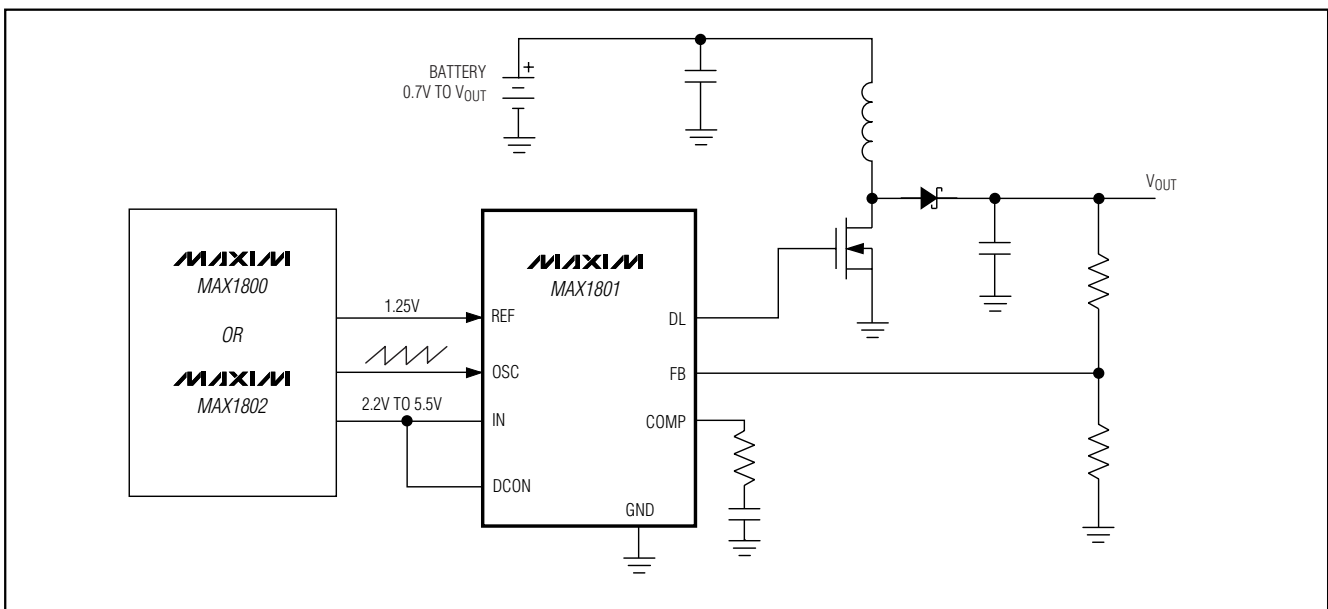 BATTERY
0.7V TO VOUT
+
VOUT
MAXIM
MAX1800
OR
MAXIM
MAX1802
1.25V
2.2V TO 5.5V
MAXIM
MAX1801
REF
OSC
IN
DCON
DL
FB
COMP
GND